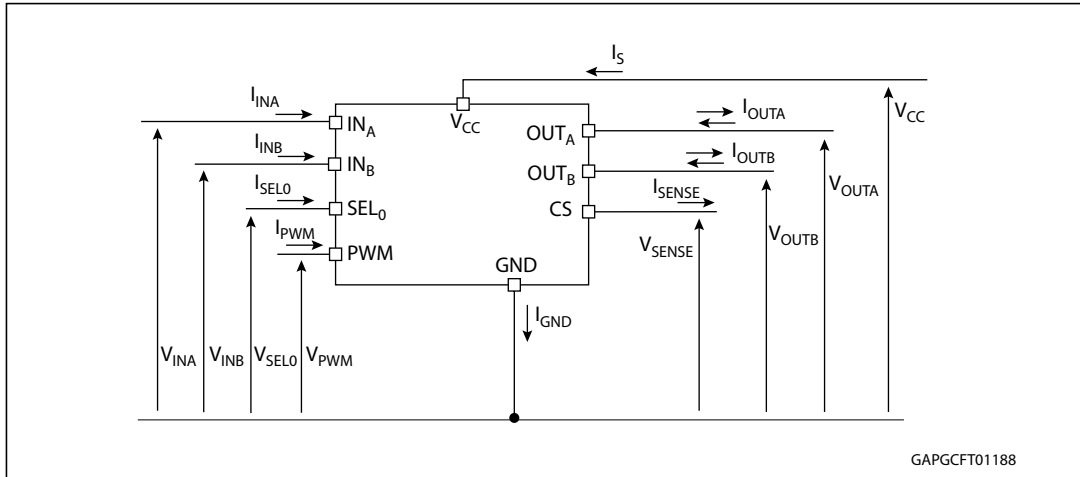 I_S
I_INA
V_CC
I_OUTA
IN_A
V_CC
OUT_A
I_INB
I_OUTB
IN_B
OUT_B
I_SEL0
I_SENSE
V_OUTA
SEL_0
CS
I_PWM
V_OUTB
PWM
V_SENSE
GND
I_GND
V_INA
V_INB
V_SEL0
V_PWM
GAPGCFT01188